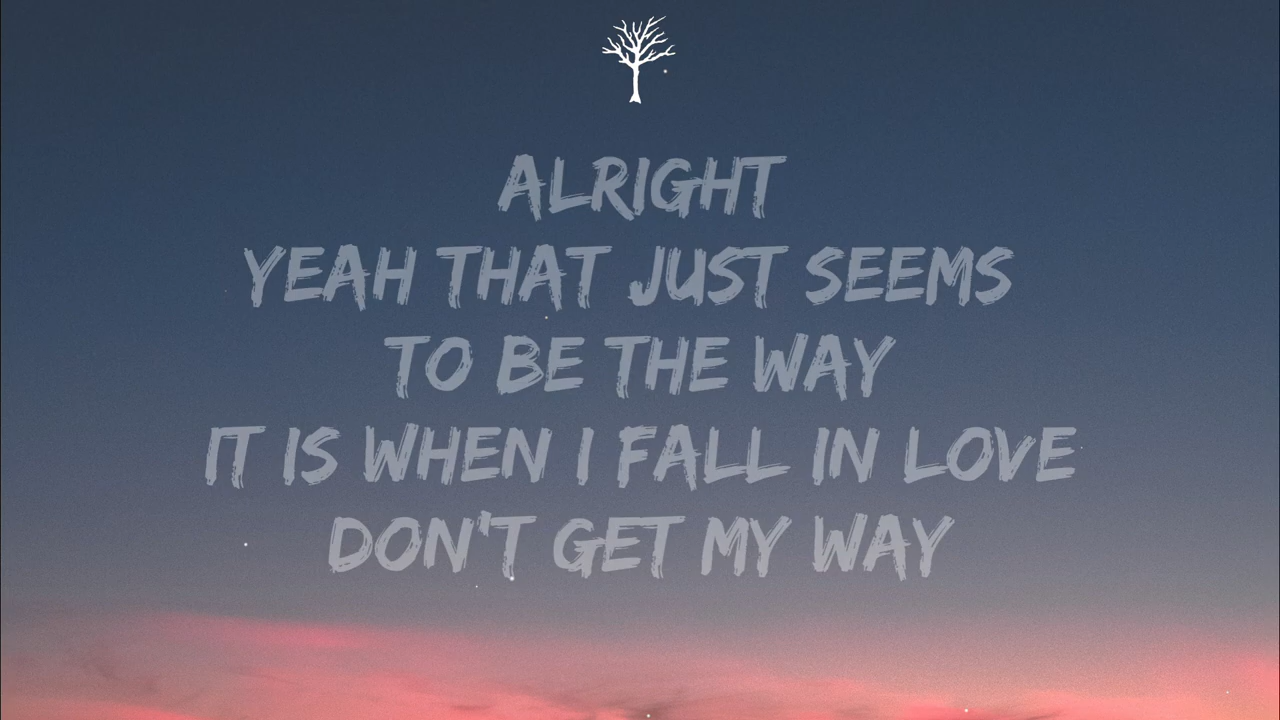 ALRIGHT
YEAH THAT JUST SEEMS
TO BE THE WAY
IT IS WHEN I FALL IN LOVE
DON'T GET MY WAY